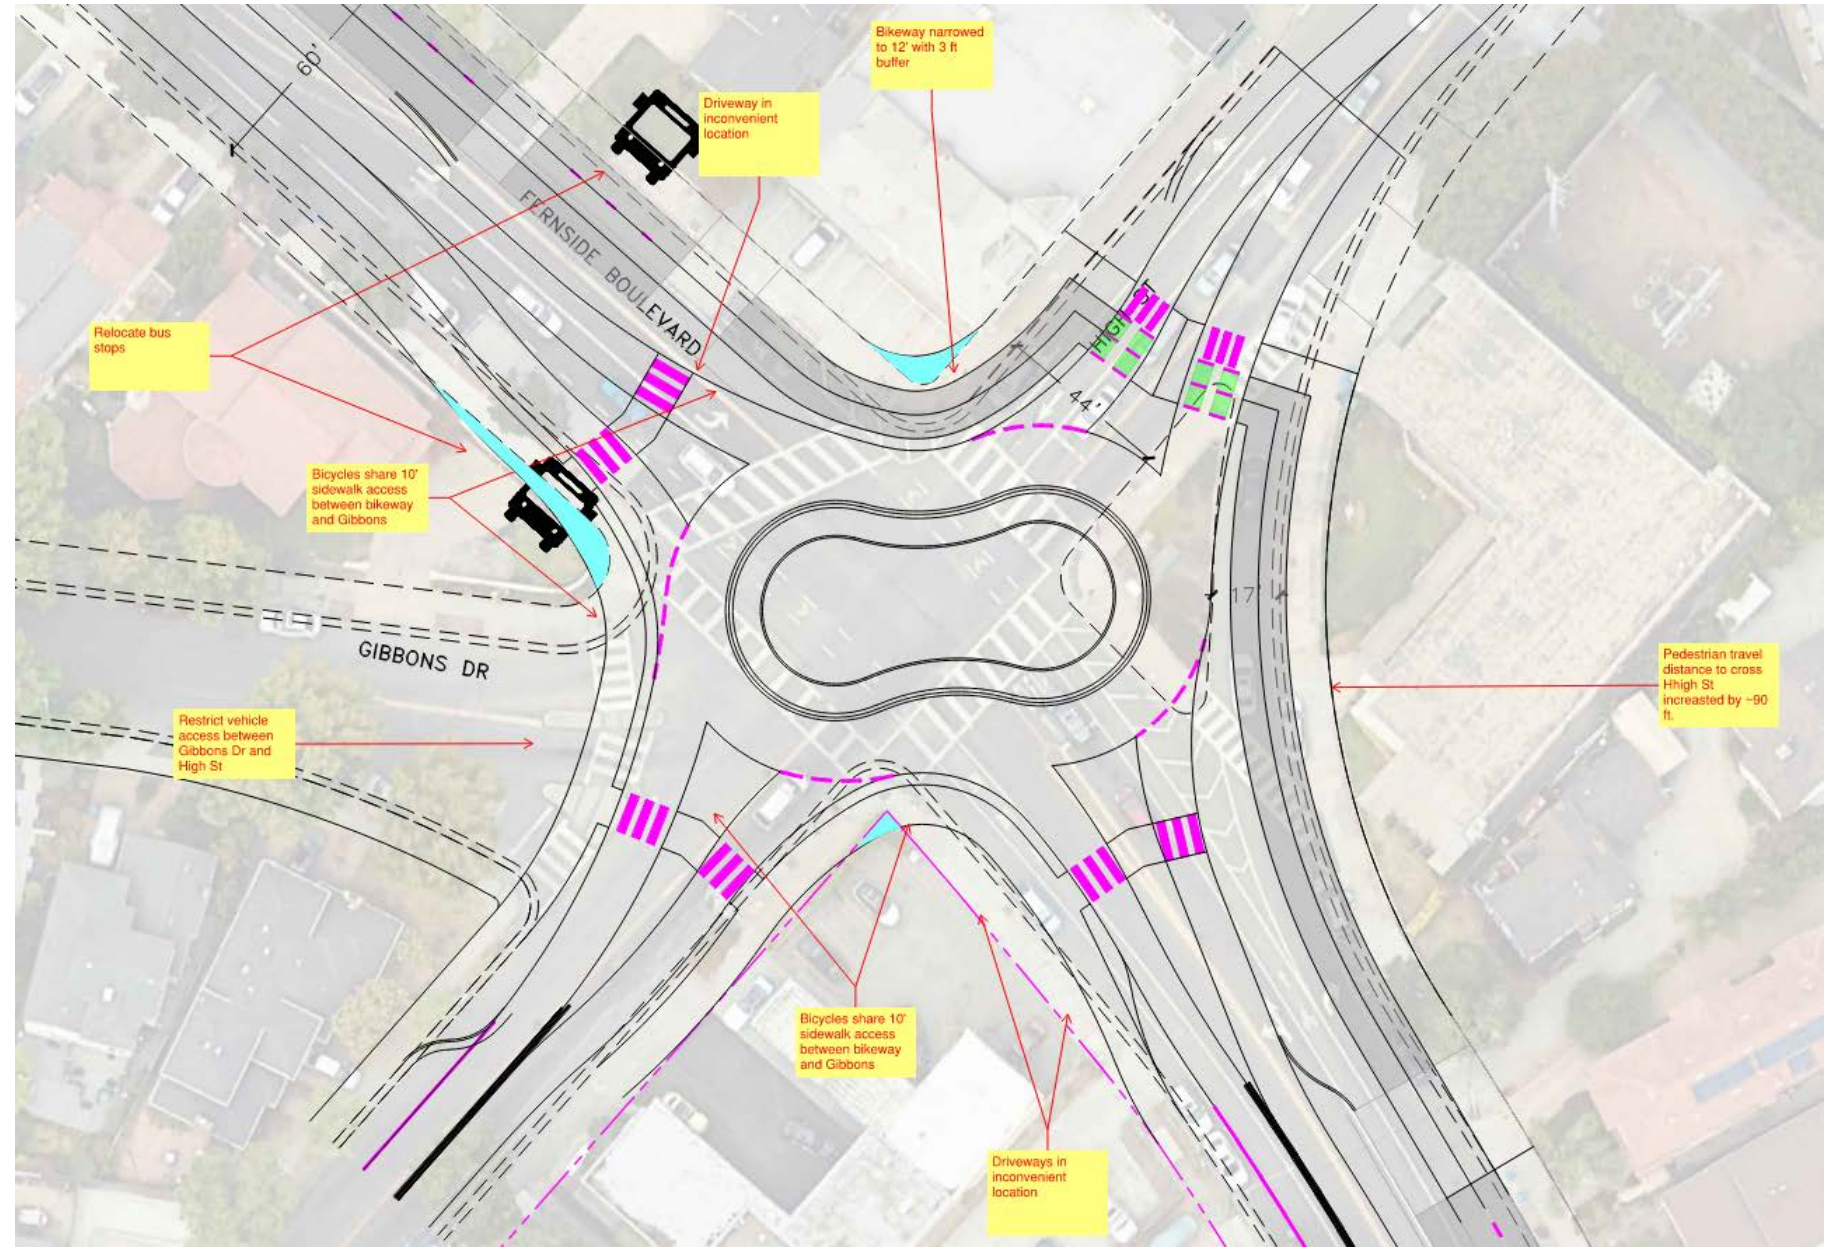 60'
Bikeway narrowed
to 12' with 3 ft
buffer
Driveway in
inconvenient
location
FERNSIDE BOULEVARD
HIGH ST
Relocate bus
stops
44'
Bicycles share 10'
sidewalk access
between bikeway
and Gibbons
17'
GIBBONS DR
Pedestrian travel
distance to cross
Hhigh St
increasted by ~90
ft.
Restrict vehicle
access between
Gibbons Dr and
High St
Bicycles share 10'
sidewalk access
between bikeway
and Gibbons
Driveways in
inconvenient
location